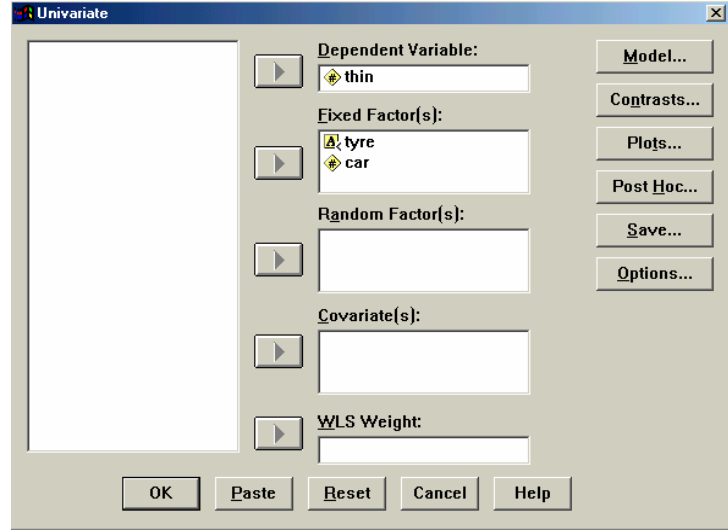 Univariate
Dependent Variable:
thin
Fixed Factor(s):
tyre
car
Random Factor(s):
Covariate(s):
WLS Weight:
Model...
Contrasts...
Plots...
Post Hoc...
Save...
Options...
OK
Paste
Reset
Cancel
Help